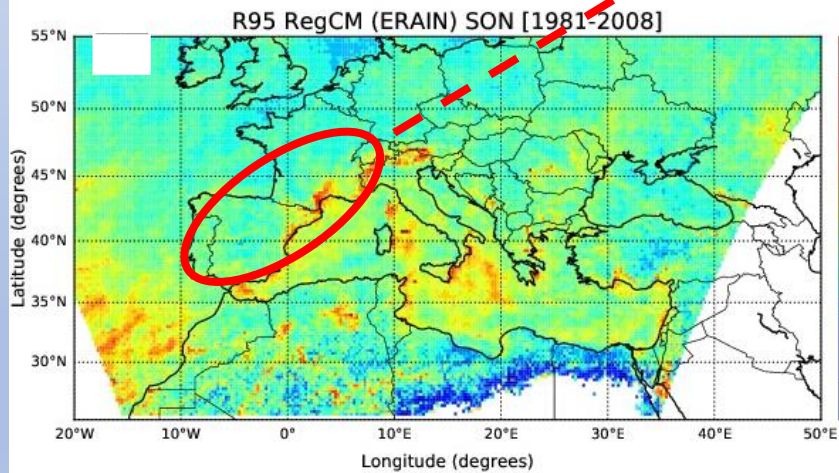 R95 RegCM (ERAIN) SON [1981-2008]
55°N
50°N
45°N
40°N
35°N
30°N
Latitude (degrees)
20°W 10°W 0° 10°E 20°E 30°E 40°E 50°E
Longitude (degrees)